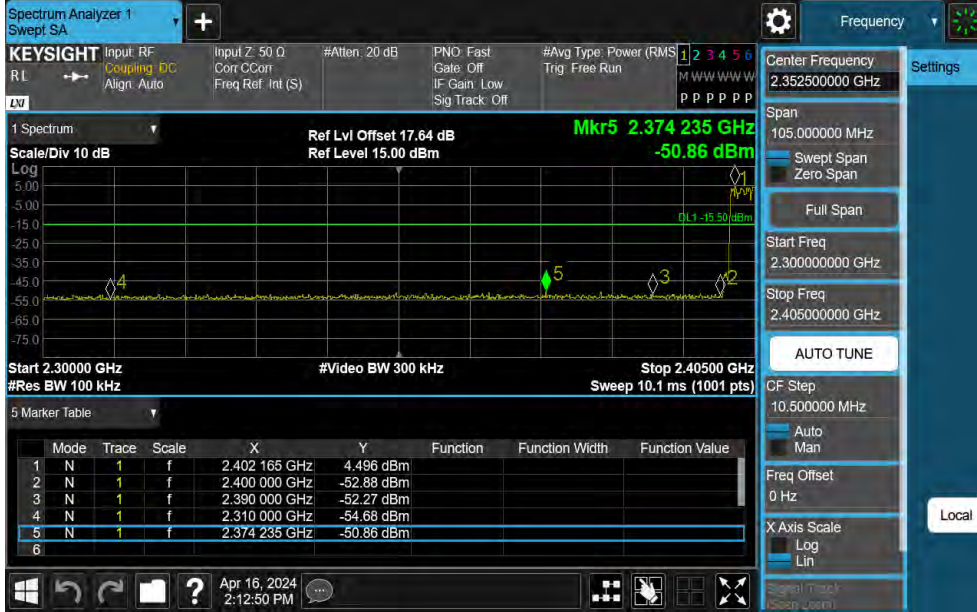 Spectrum Analyzer 1
Swept SA
Frequency
KEYSIGHT
R L
LXI
Input: RF
Coupling: DC
Align: Auto
Input Z: 50 Ω
Corr CCorr
Freq Ref: Int (S)
#Atten: 20 dB
PNO: Fast
Gate: Off
IF Gain: Low
Sig Track: Off
#Avg Type: Power (RMS
Trig: Free Run
1 2 3 4 5 6
M W W W W W
P P P P P P
1 Spectrum
Scale/Div 10 dB
Ref Lvl Offset 17.64 dB
Ref Level 15.00 dBm
Mkr5 2.374 235 GHz
-50.86 dBm
Log
5.00
-5.00
-15.0
-25.0
-35.0
-45.0
-55.0
-65.0
-75.0
1
DL1 -15.50 dBm
4
5
3
2
Start 2.30000 GHz
#Res BW 100 kHz
#Video BW 300 kHz
Stop 2.40500 GHz
Sweep 10.1 ms (1001 pts)
5 Marker Table
Mode Trace Scale X Y Function Function Width Function Value
1 N 1 f 2.402 165 GHz 4.496 dBm
2 N 1 f 2.400 000 GHz -52.88 dBm
3 N 1 f 2.390 000 GHz -52.27 dBm
4 N 1 f 2.310 000 GHz -54.68 dBm
5 N 1 f 2.374 235 GHz -50.86 dBm
6
Apr 16, 2024
2:12:50 PM
Center Frequency
2.352500000 GHz
Span
105.000000 MHz
Swept Span
Zero Span
Full Span
Start Freq
2.300000000 GHz
Stop Freq
2.405000000 GHz
AUTO TUNE
CF Step
10.500000 MHz
Auto
Man
Freq Offset
0 Hz
X Axis Scale
Log
Lin
Signal Track
(Span Zoom)
Settings
Local